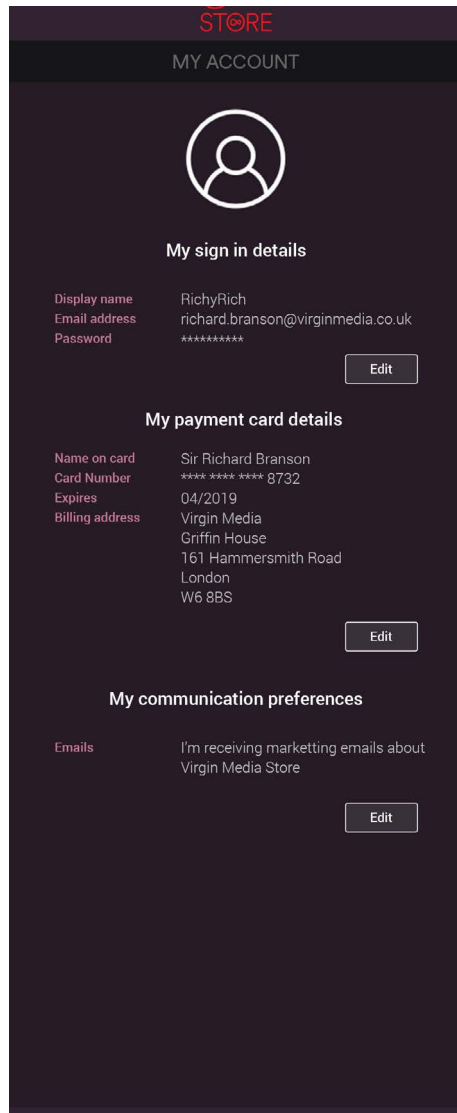 STORE
MY ACCOUNT
My sign in details
Display name RichyRich
Email address richard.branson@virginmedia.co.uk
Password **********
Edit
My payment card details
Name on card Sir Richard Branson
Card Number **** **** **** 8732
Expires 04/2019
Billing address Virgin Media
Griffin House
161 Hammersmith Road
London
W6 8BS
Edit
My communication preferences
Emails I'm receiving marketting emails about
Virgin Media Store
Edit